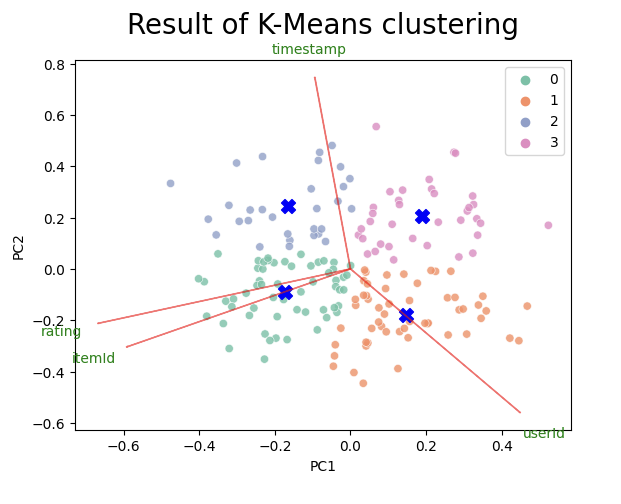 Result of K-Means clustering
timestamp
0.8
0.6
0.4
0.2
0.0
−0.2
−0.4
−0.6
PC2
0
1
2
3
rating
itemId
userId
−0.6
−0.4
−0.2
0.0
0.2
0.4
PC1